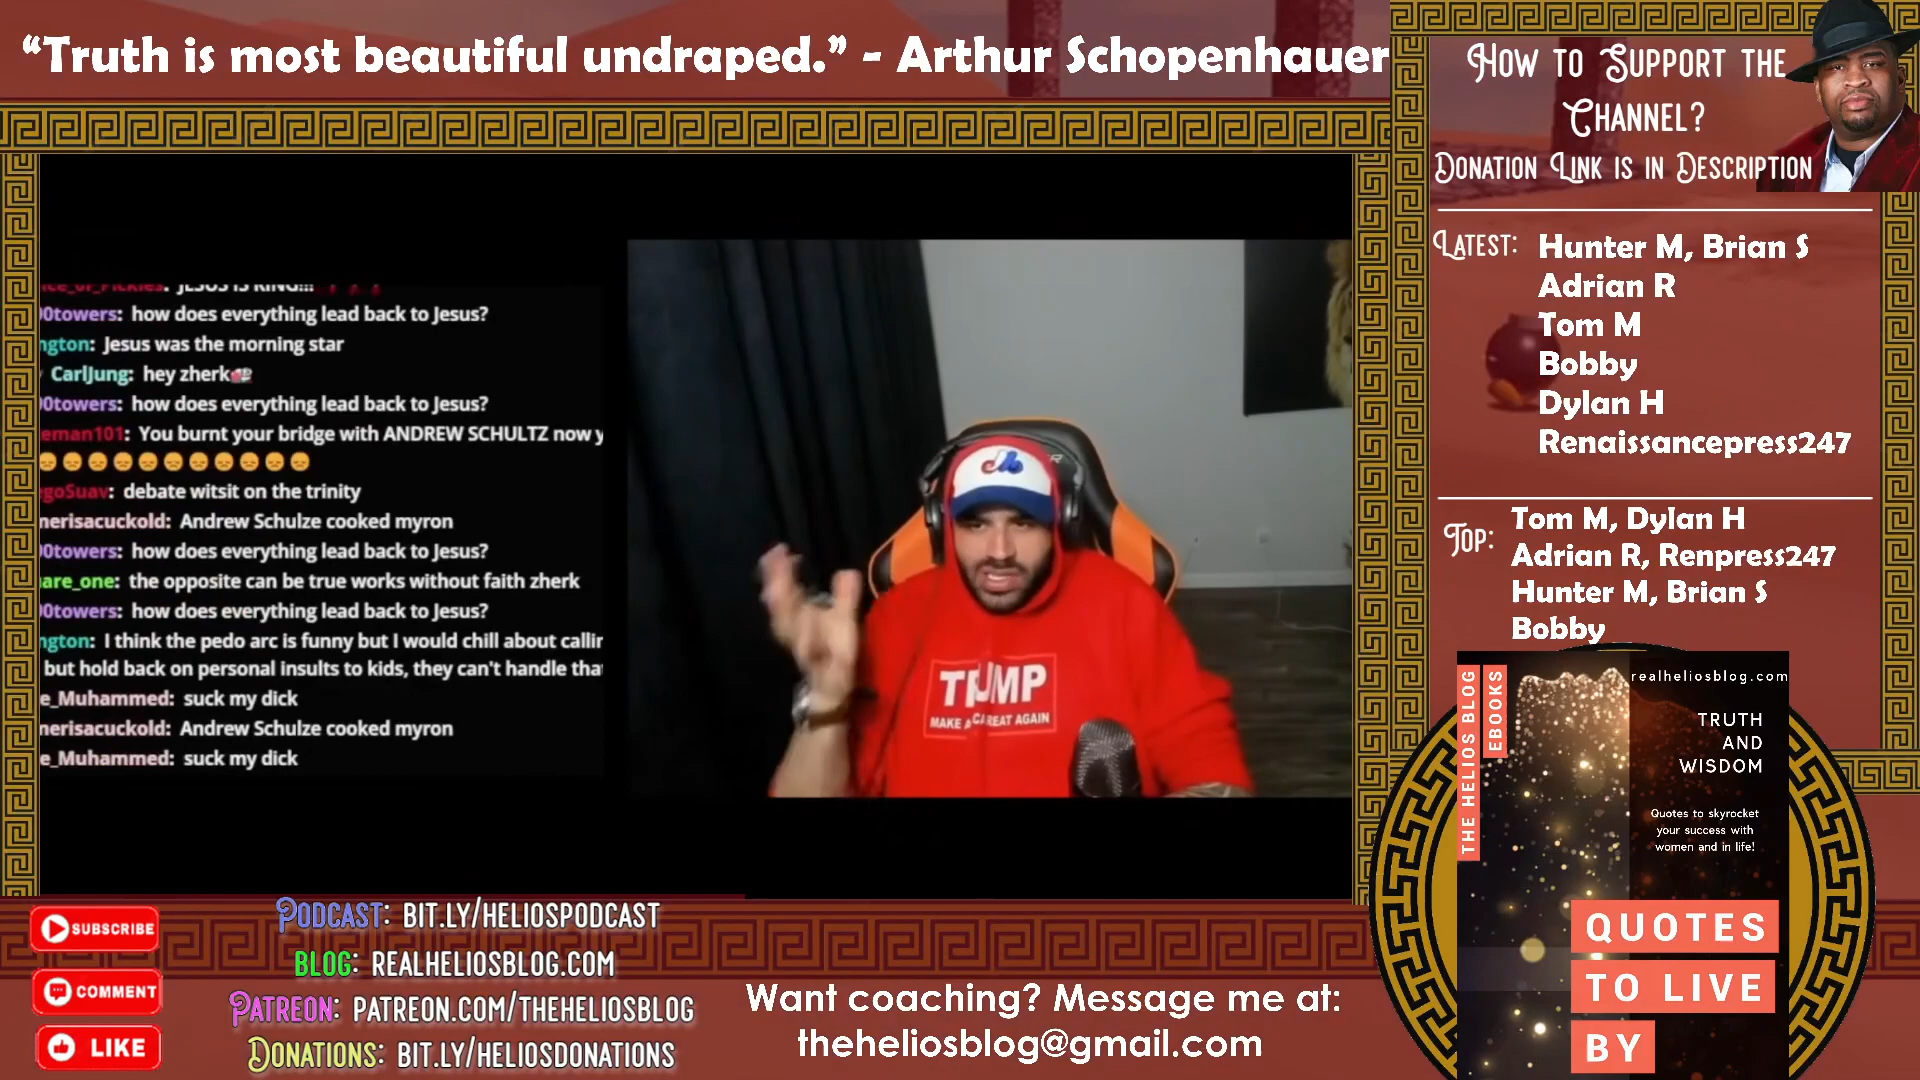 “Truth is most beautiful undraped.” - Arthur Schopenhauer
How to Support the
Channel?
Donation Link is in Description
Latest: Hunter M, Brian S
Adrian R
Tom M
Bobby
Dylan H
Renaissancepress247
Top: Tom M, Dylan H
Adrian R, Renpress247
Hunter M, Brian S
Bobby
JESUS IS KING!!!
0towers: how does everything lead back to Jesus?
ngton: Jesus was the morning star
CarlJung: hey zherk
0towers: how does everything lead back to Jesus?
eman101: You burnt your bridge with ANDREW SCHULTZ now y
goSuav: debate witsit on the trinity
nerisacuckold: Andrew Schulze cooked myron
0towers: how does everything lead back to Jesus?
are_one: the opposite can be true works without faith zherk
0towers: how does everything lead back to Jesus?
ngton: I think the pedo arc is funny but I would chill about callin
but hold back on personal insults to kids, they can't handle that
e_Muhammed: suck my dick
nerisacuckold: Andrew Schulze cooked myron
e_Muhammed: suck my dick
TRUMP
MAKE GREAT AGAIN
THE HELIOS BLOG
EBOOKS
realheliosblog.com
TRUTH
AND
WISDOM
Quotes to skyrocket
your success with
women and in life!
QUOTES
TO LIVE
BY
SUBSCRIBE
COMMENT
LIKE
Podcast: bit.ly/heliospodcast
Blog: realheliosblog.com
Patreon: patreon.com/theheliosblog
Donations: bit.ly/heliosdonations
Want coaching? Message me at:
theheliosblog@gmail.com